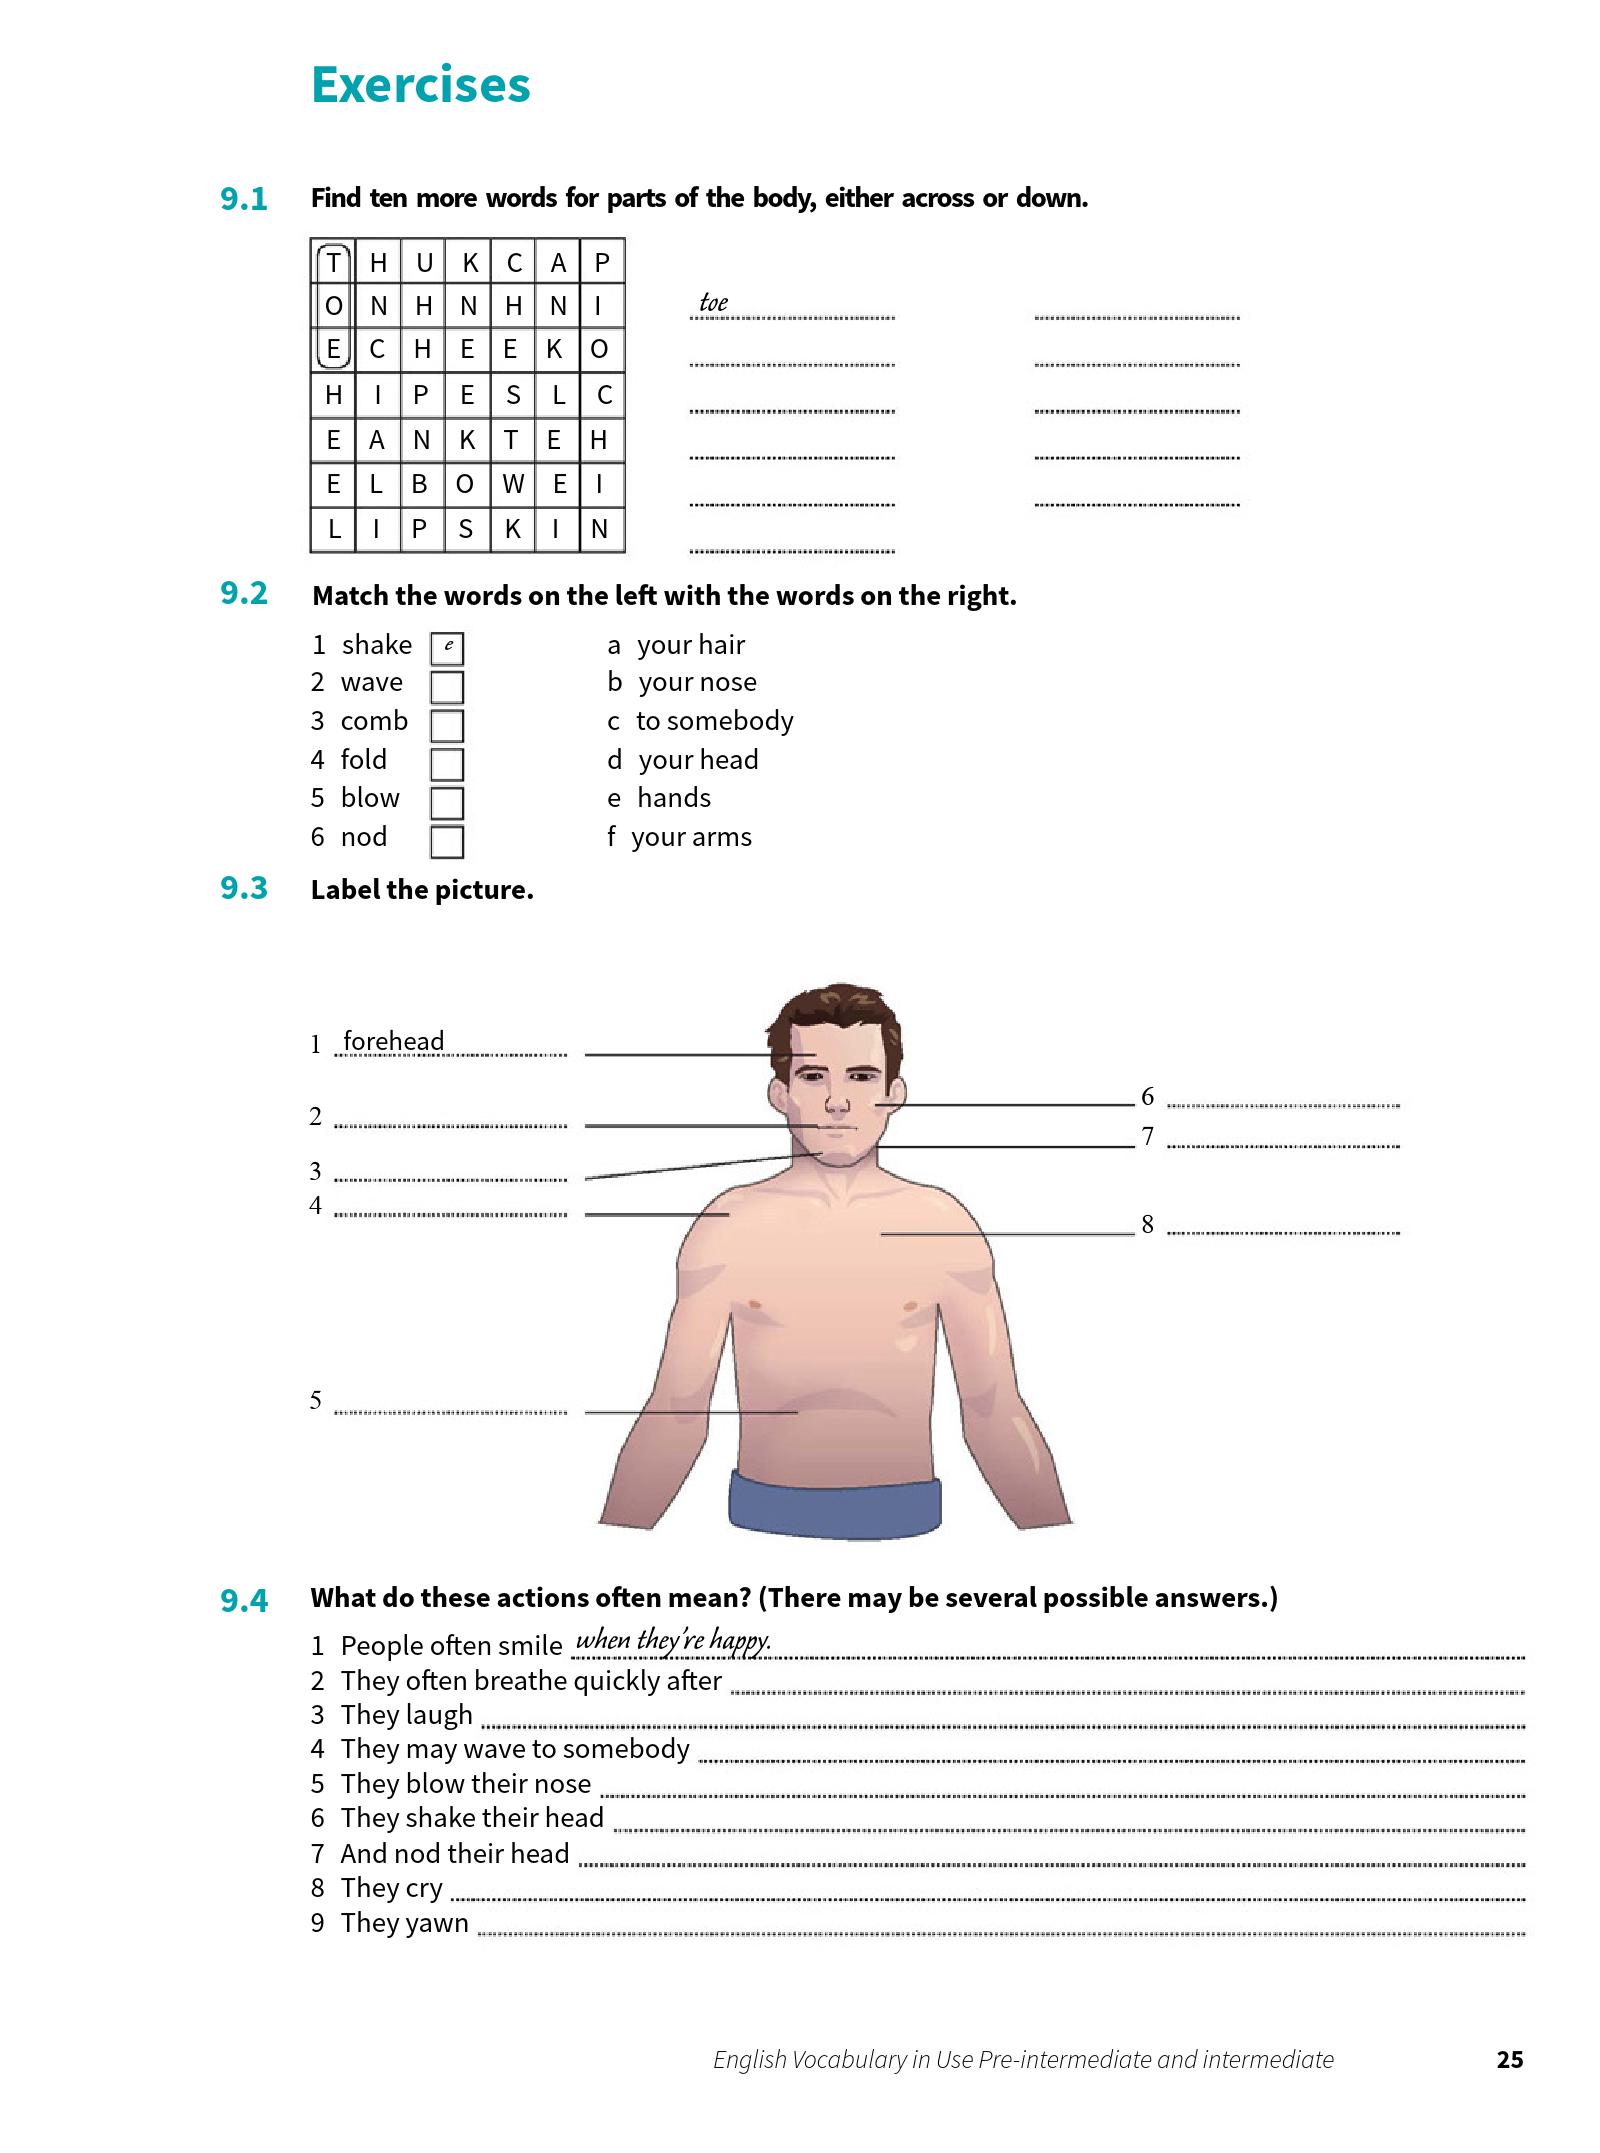 Exercises
9.1 Find ten more words for parts of the body, either across or down.
T H U K C A P
O N H N H N I
E C H E E K O
H I P E S L C
E A N K T E H
E L B O W E I
L I P S K I N
toe
9.2 Match the words on the left with the words on the right.
1 shake e a your hair
2 wave b your nose
3 comb c to somebody
4 fold d your head
5 blow e hands
6 nod f your arms
9.3 Label the picture.
1 forehead
2
3
4
5
6
7
8
9.4 What do these actions often mean? (There may be several possible answers.)
1 People often smile when they're happy.
2 They often breathe quickly after
3 They laugh
4 They may wave to somebody
5 They blow their nose
6 They shake their head
7 And nod their head
8 They cry
9 They yawn
English Vocabulary in Use Pre-intermediate and intermediate 25